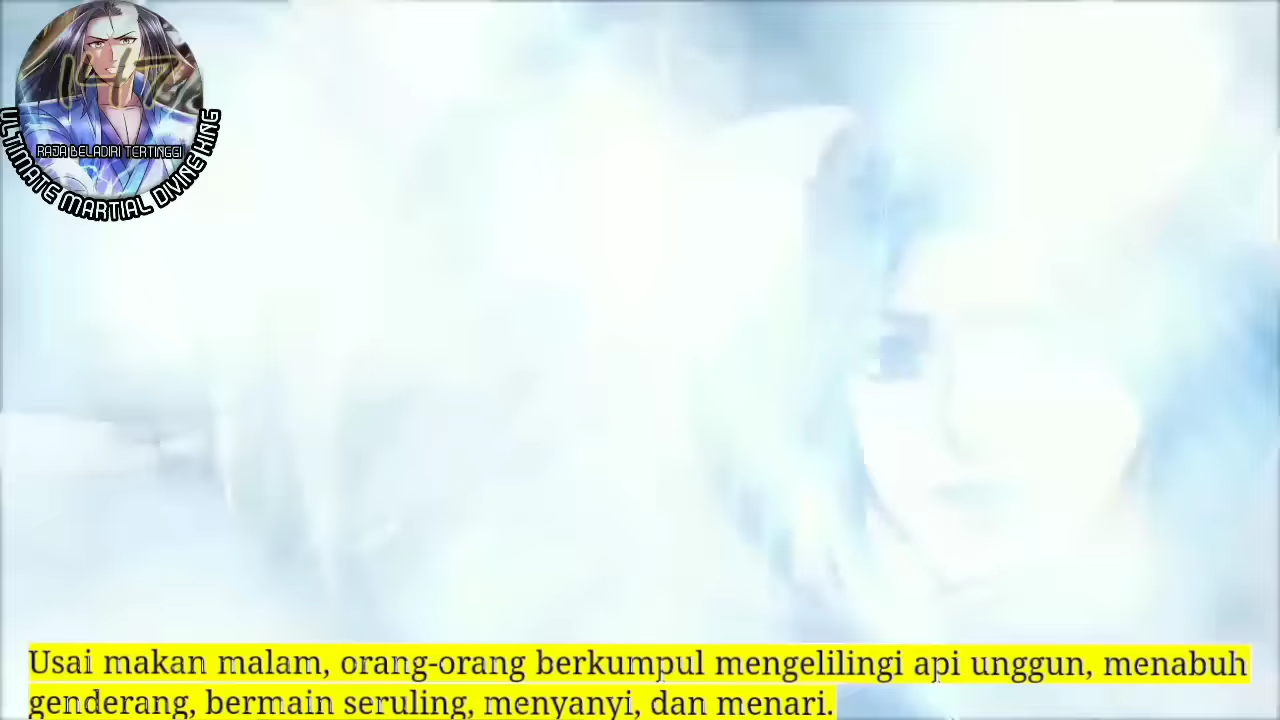 RAJA BELADIRI TERTINGGI
ULTIMATE MARTIAL DIVINE KING
Usai makan malam, orang-orang berkumpul mengelilingi api unggun, menabuh
genderang, bermain seruling, menyanyi, dan menari.